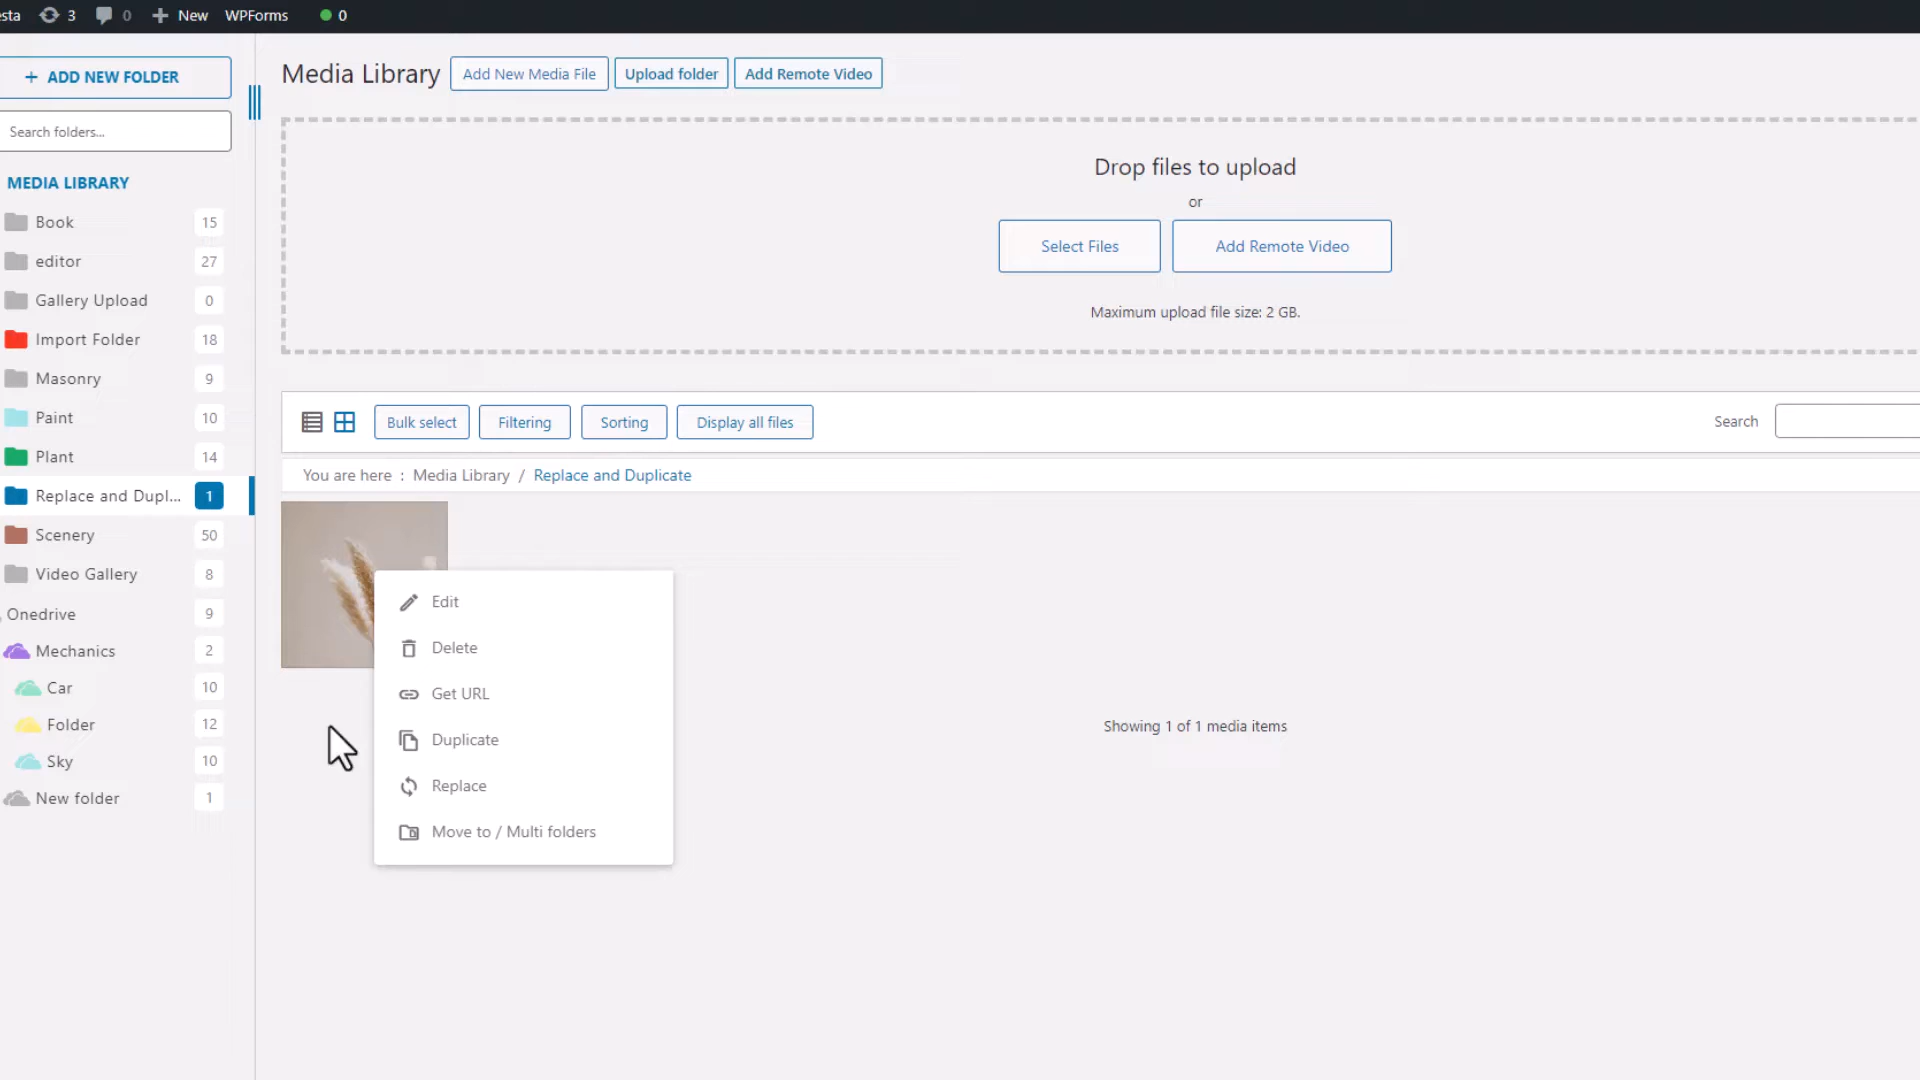 esta 3 0 New WPForms 0
ADD NEW FOLDER
Search folders...
MEDIA LIBRARY
Book 15
editor 27
Gallery Upload 0
Import Folder 18
Masonry 9
Paint 10
Plant 14
Replace and Dupl... 1
Scenery 50
Video Gallery 8
Onedrive 9
Mechanics 2
Car 10
Folder 12
Sky 10
New folder 1
Media Library Add New Media File Upload folder Add Remote Video
Drop files to upload
or
Select Files Add Remote Video
Maximum upload file size: 2 GB.
Bulk select Filtering Sorting Display all files Search
You are here : Media Library / Replace and Duplicate
Edit
Delete
Get URL
Duplicate
Replace
Move to / Multi folders
Showing 1 of 1 media items